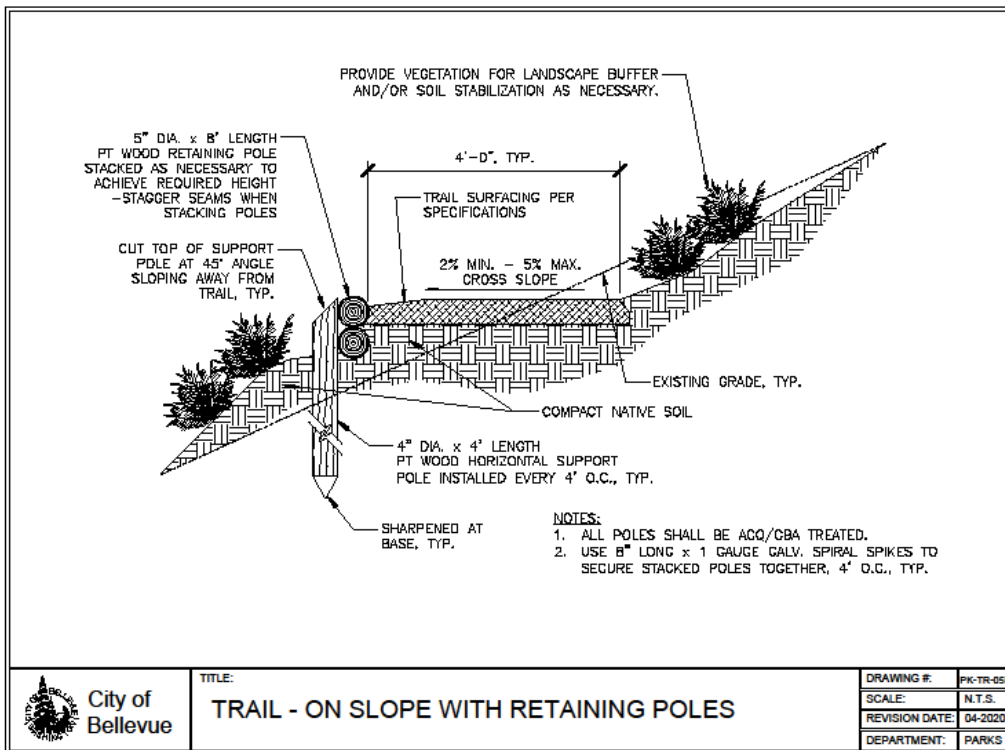 PROVIDE VEGETATION FOR LANDSCAPE BUFFER
AND/OR SOIL STABILIZATION AS NECESSARY.
5" DIA. x 8' LENGTH
PT WOOD RETAINING POLE
STACKED AS NECESSARY TO
ACHIEVE REQUIRED HEIGHT
-STAGGER SEAMS WHEN
STACKING POLES
4'-0", TYP.
TRAIL SURFACING PER
SPECIFICATIONS
CUT TOP OF SUPPORT
POLE AT 45° ANGLE
SLOPING AWAY FROM
TRAIL, TYP.
2% MIN. - 5% MAX.
CROSS SLOPE
EXISTING GRADE, TYP.
COMPACT NATIVE SOIL
4" DIA. x 4' LENGTH
PT WOOD HORIZONTAL SUPPORT
POLE INSTALLED EVERY 4' O.C., TYP.
SHARPENED AT
BASE, TYP.
NOTES:
1. ALL POLES SHALL BE ACQ/CBA TREATED.
2. USE 8" LONG x 1 GAUGE GALV. SPIRAL SPIKES TO
SECURE STACKED POLES TOGETHER, 4' O.C., TYP.
City of
Bellevue
TITLE:
TRAIL - ON SLOPE WITH RETAINING POLES
DRAWING #:
SCALE: N.T.S.
REVISION DATE: 04-2020
DEPARTMENT: PARKS